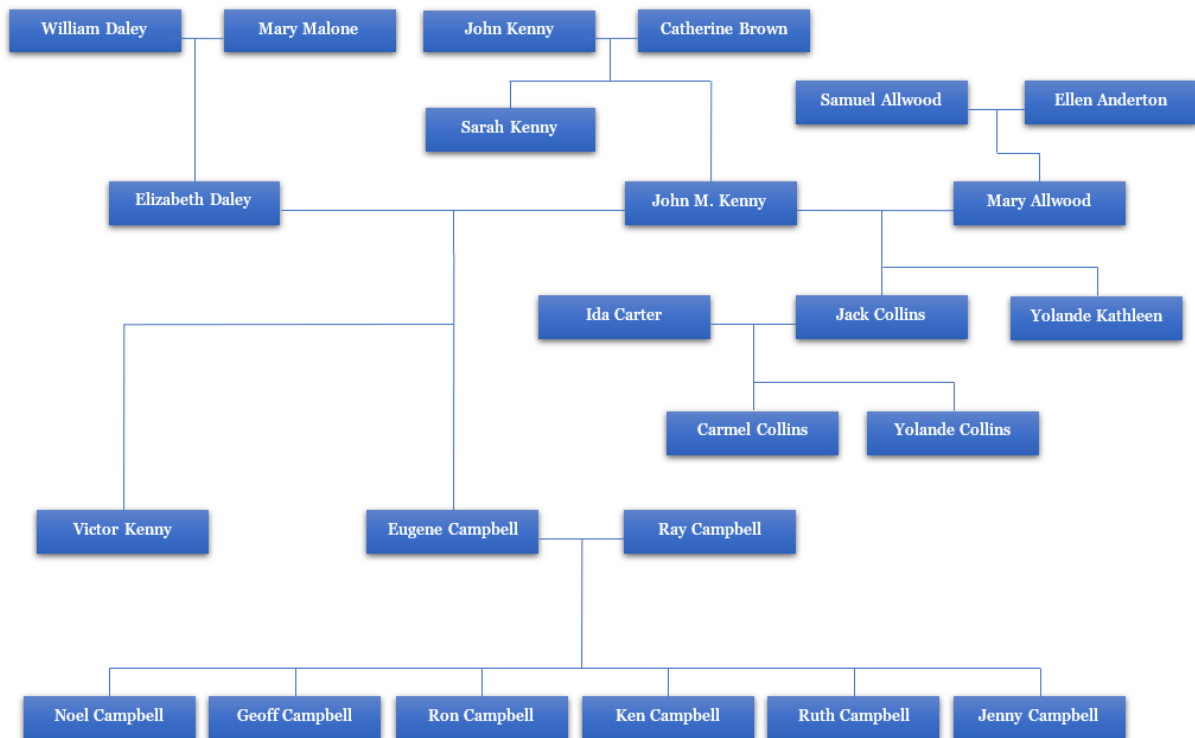 William Daley
Mary Malone
John Kenny
Catherine Brown
Samuel Allwood
Ellen Anderton
Sarah Kenny
Elizabeth Daley
John M. Kenny
Mary Allwood
Ida Carter
Jack Collins
Yolande Kathleen
Carmel Collins
Yolande Collins
Victor Kenny
Eugene Campbell
Ray Campbell
Noel Campbell
Geoff Campbell
Ron Campbell
Ken Campbell
Ruth Campbell
Jenny Campbell